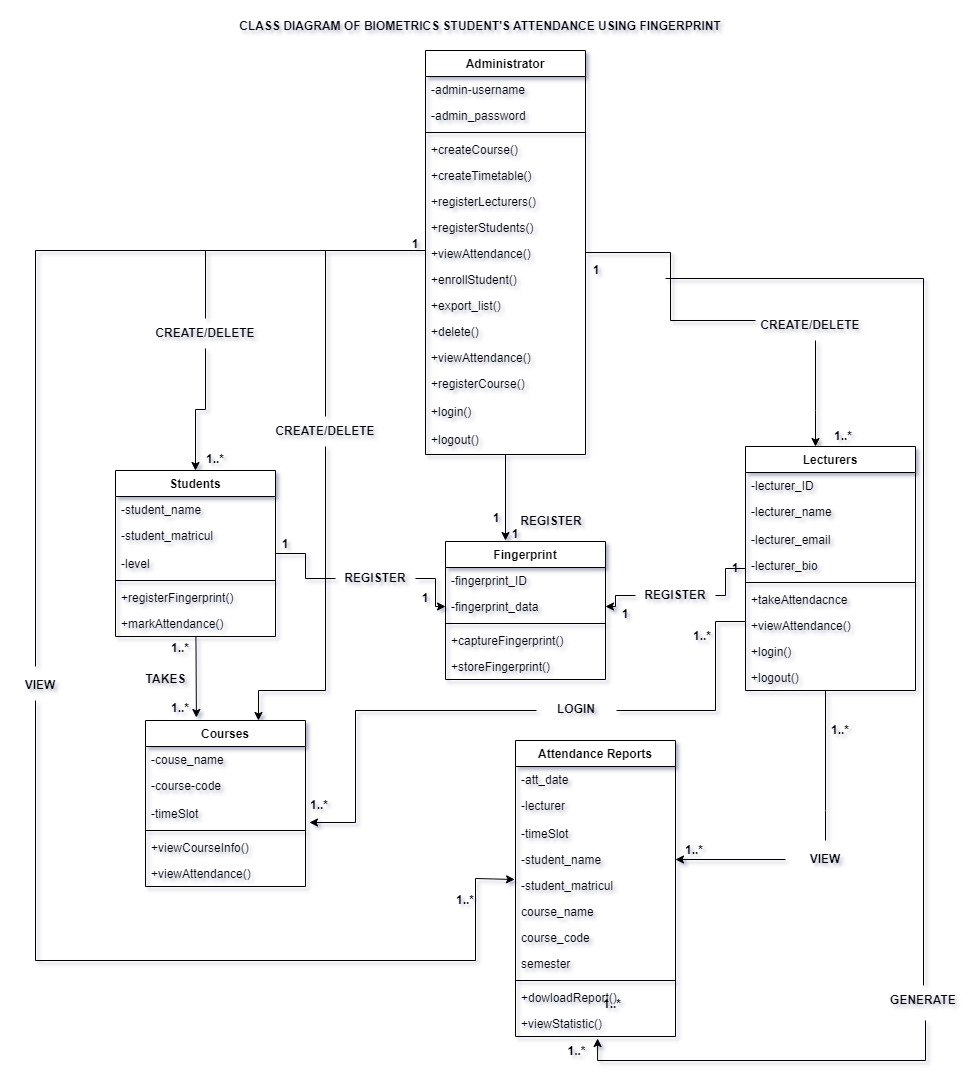 CLASS DIAGRAM OF BIOMETRICS STUDENT'S ATTENDANCE USING FINGERPRINT
Administrator
-admin-username
-admin_password
+createCourse()
+createTimetable()
+registerLecturers()
+registerStudents()
+viewAttendance()
+enrollStudent()
+export_list()
+delete()
+viewAttendance()
+registerCourse()
+login()
+logout()
1
1
CREATE/DELETE
CREATE/DELETE
CREATE/DELETE
1..*
1..*
Students
-student_name
-student_matricul
-level
+registerFingerprint()
+markAttendance()
Lecturers
-lecturer_ID
-lecturer_name
-lecturer_email
-lecturer_bio
+takeAttendacnce
+viewAttendance()
+login()
+logout()
1
REGISTER
1
Fingerprint
-fingerprint_ID
-fingerprint_data
+captureFingerprint()
+storeFingerprint()
1
REGISTER
1
1
REGISTER
1
1..*
TAKES
1..*
VIEW
1..*
LOGIN
1..*
Courses
-couse_name
-course-code
-timeSlot
+viewCourseInfo()
+viewAttendance()
1..*
VIEW
1..*
Attendance Reports
-att_date
-lecturer
-timeSlot
-student_name
-student_matricul
course_name
course_code
semester
+dowloadReport()
1..*
+viewStatistic()
1..*
GENERATE
1..*